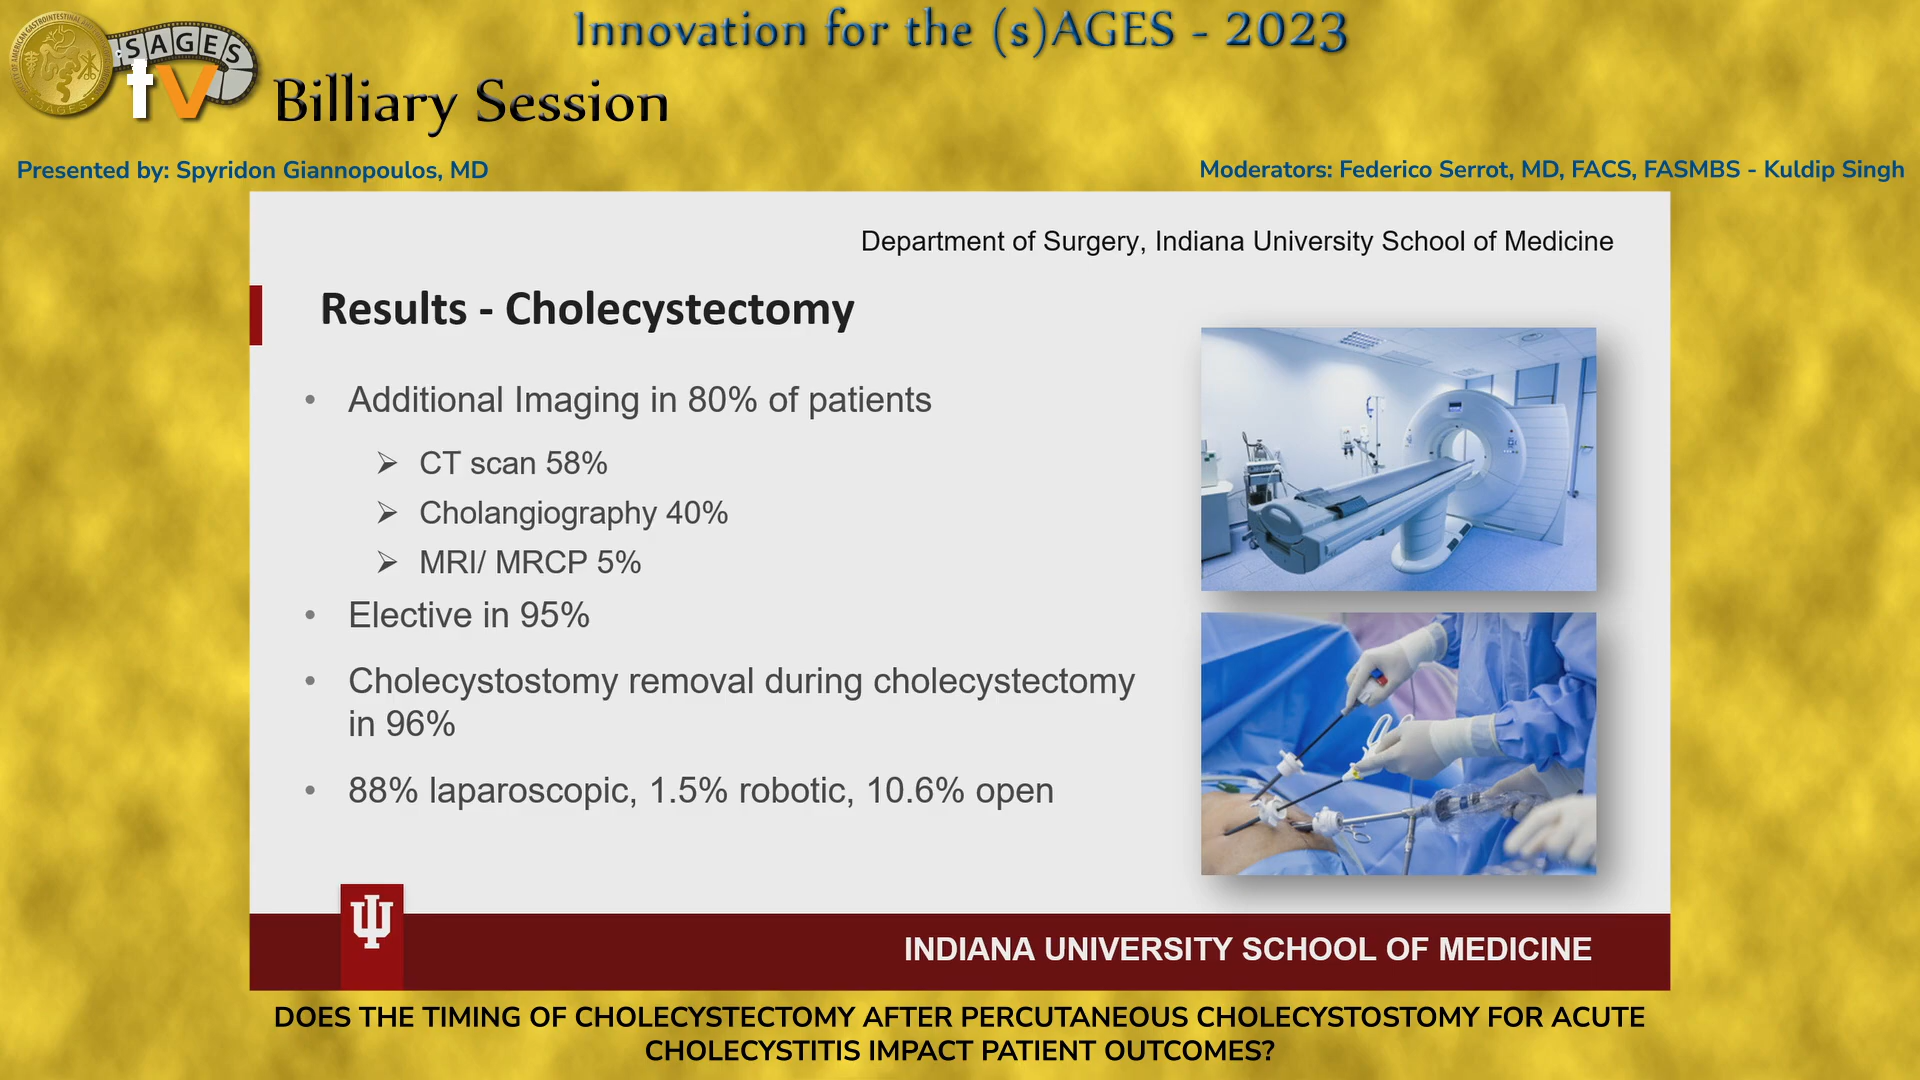 Innovation for the (s)AGES - 2023
SAGES
tv
Billiary Session
Presented by: Spyridon Giannopoulos, MD
Moderators: Federico Serrot, MD, FACS, FASMBS - Kuldip Singh
Department of Surgery, Indiana University School of Medicine
Results - Cholecystectomy
• Additional Imaging in 80% of patients
➢ CT scan 58%
➢ Cholangiography 40%
➢ MRI/ MRCP 5%
• Elective in 95%
• Cholecystostomy removal during cholecystectomy
in 96%
• 88% laparoscopic, 1.5% robotic, 10.6% open
INDIANA UNIVERSITY SCHOOL OF MEDICINE
DOES THE TIMING OF CHOLECYSTECTOMY AFTER PERCUTANEOUS CHOLECYSTOSTOMY FOR ACUTE
CHOLECYSTITIS IMPACT PATIENT OUTCOMES?